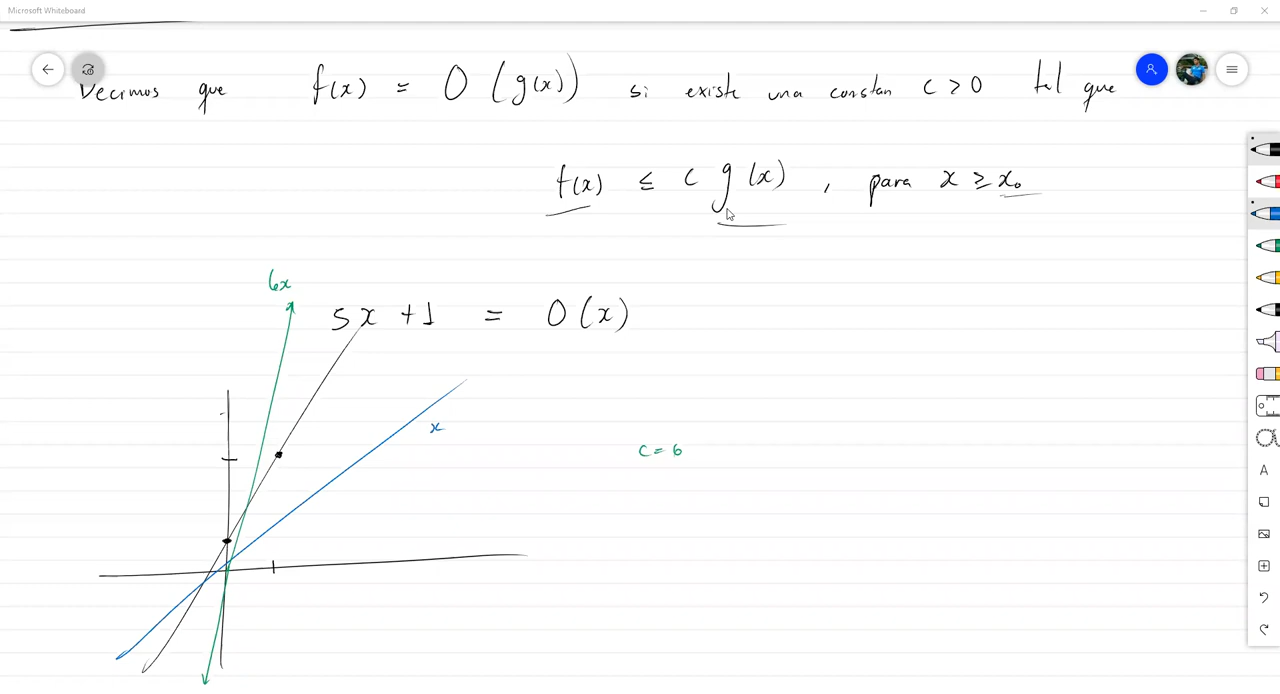 Microsoft Whiteboard
Decimos que f(x) = O(g(x)) si existe una constan C > 0 tal que
f(x) ≤ C g(x), para x ≥ x₀
6x
5x + 1 = O(x)
x
C = 6
A